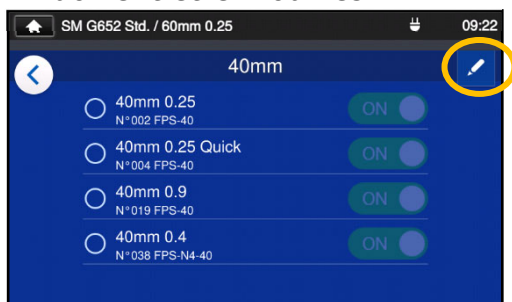 SM G652 Std. / 60mm 0.25 09:22
40mm
40mm 0.25 ON
N°002 FPS-40
40mm 0.25 Quick ON
N°004 FPS-40
40mm 0.9 ON
N°019 FPS-40
40mm 0.4 ON
N°038 FPS-N4-40